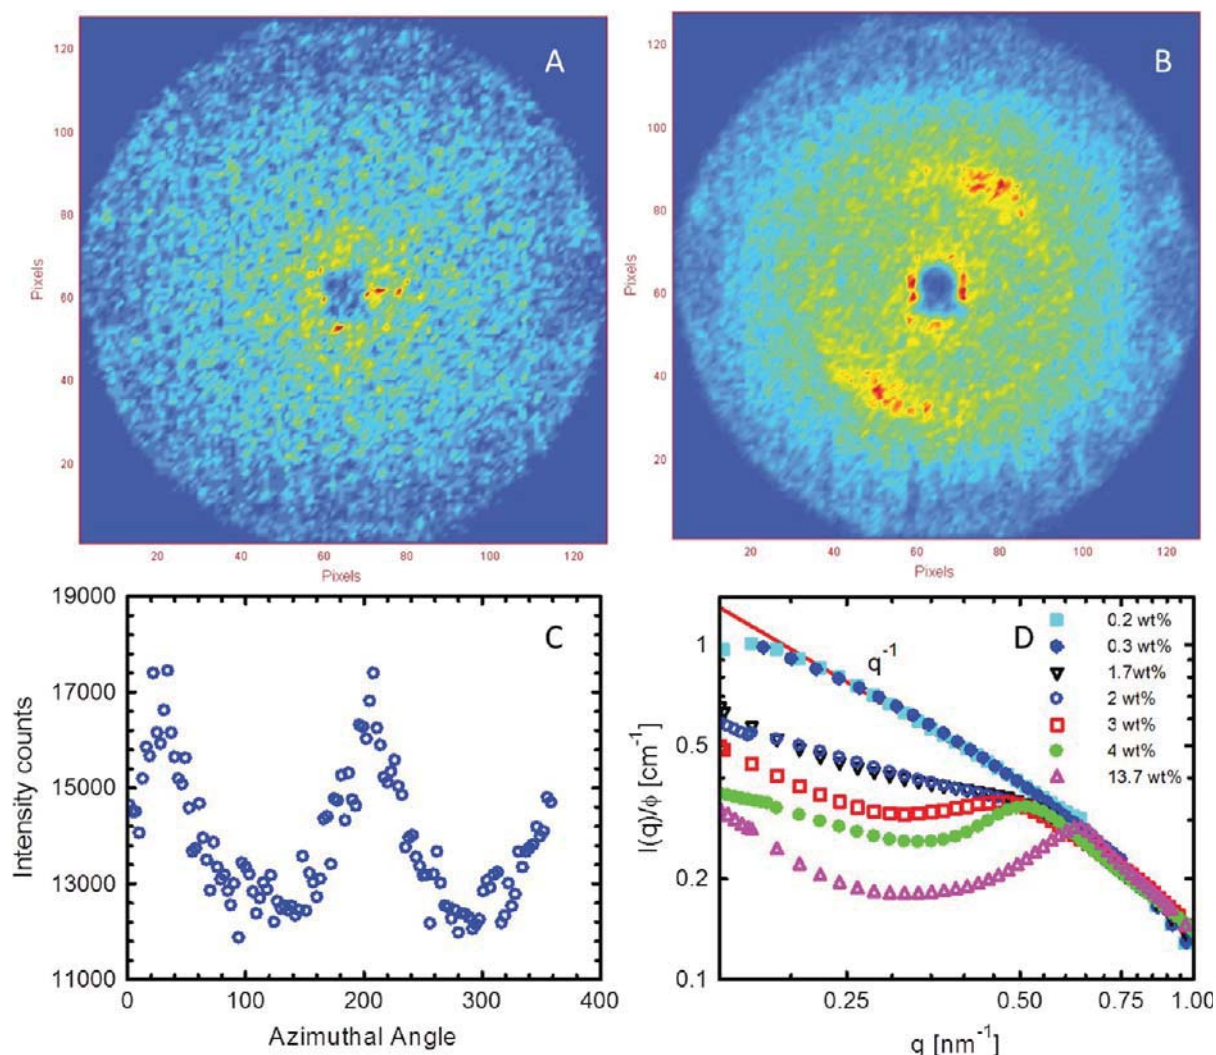 A
120
100
80
60
40
20
Pixels
20 40 60 80 100 120
Pixels
B
120
100
80
60
40
20
Pixels
20 40 60 80 100 120
Pixels
C
19000
17000
15000
13000
11000
Intensity counts
0 100 200 300 400
Azimuthal Angle
D
0.2 wt%
0.3 wt%
1.7wt%
2 wt%
3 wt%
4 wt%
13.7 wt%
q⁻¹
1
0.5
0.2
0.1
I(q)/ϕ [cm⁻¹]
0.25 0.50 0.75 1.00
q [nm⁻¹]